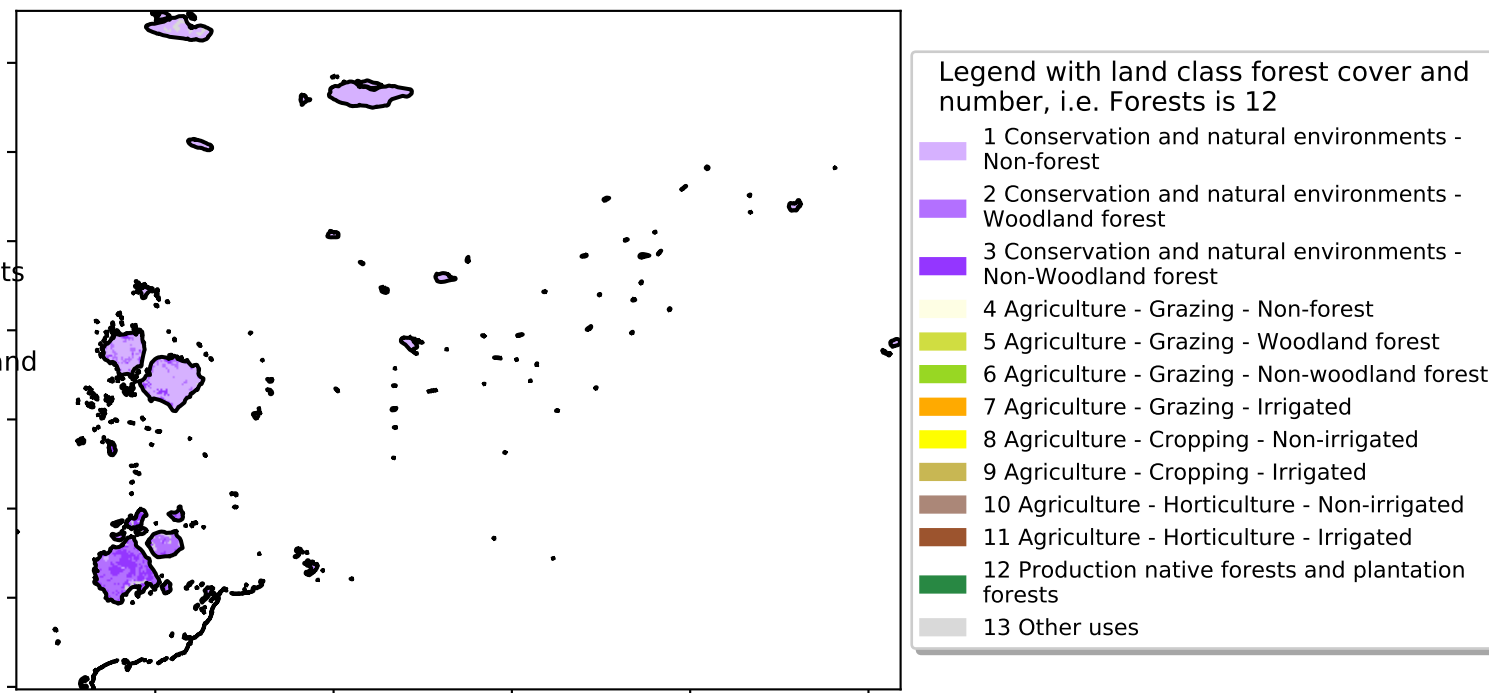 Legend with land class forest cover and
number, i.e. Forests is 12
1 Conservation and natural environments -
Non-forest
2 Conservation and natural environments -
Woodland forest
3 Conservation and natural environments -
Non-Woodland forest
4 Agriculture - Grazing - Non-forest
5 Agriculture - Grazing - Woodland forest
6 Agriculture - Grazing - Non-woodland forest
7 Agriculture - Grazing - Irrigated
8 Agriculture - Cropping - Non-irrigated
9 Agriculture - Cropping - Irrigated
10 Agriculture - Horticulture - Non-irrigated
11 Agriculture - Horticulture - Irrigated
12 Production native forests and plantation
forests
13 Other uses